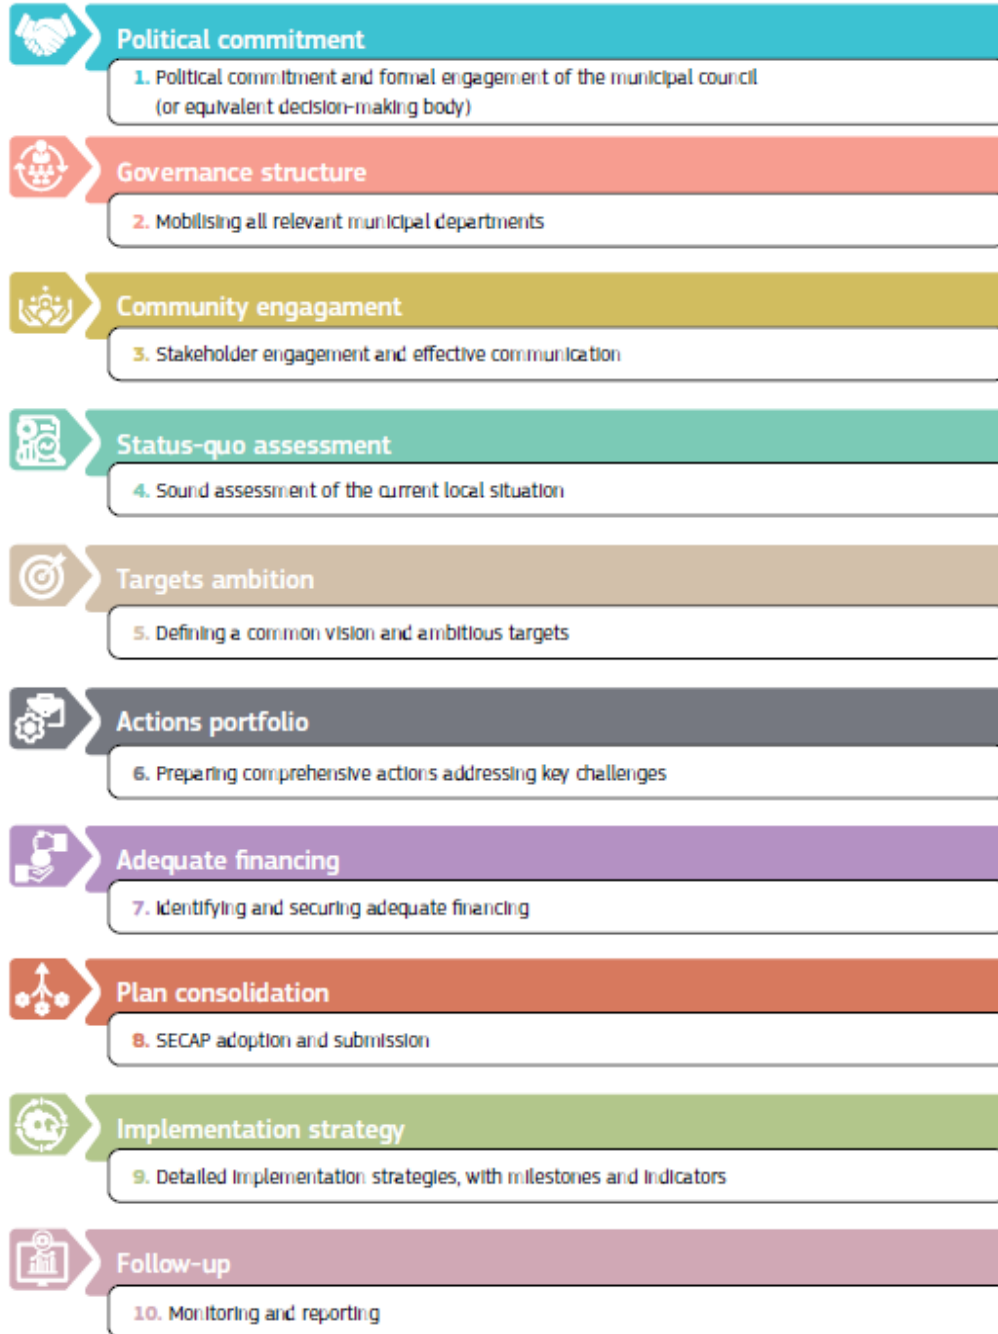 Political commitment
1. Political commitment and formal engagement of the municipal council
(or equivalent decision-making body)
Governance structure
2. Mobilising all relevant municipal departments
Community engagament
3. Stakeholder engagement and effective communication
Status-quo assessment
4. Sound assessment of the current local situation
Targets ambition
5. Defining a common vision and ambitious targets
Actions portfolio
6. Preparing comprehensive actions addressing key challenges
Adequate financing
7. Identifying and securing adequate financing
Plan consolidation
8. SECAP adoption and submission
Implementation strategy
9. Detailed implementation strategies, with milestones and indicators
Follow-up
10. Monitoring and reporting